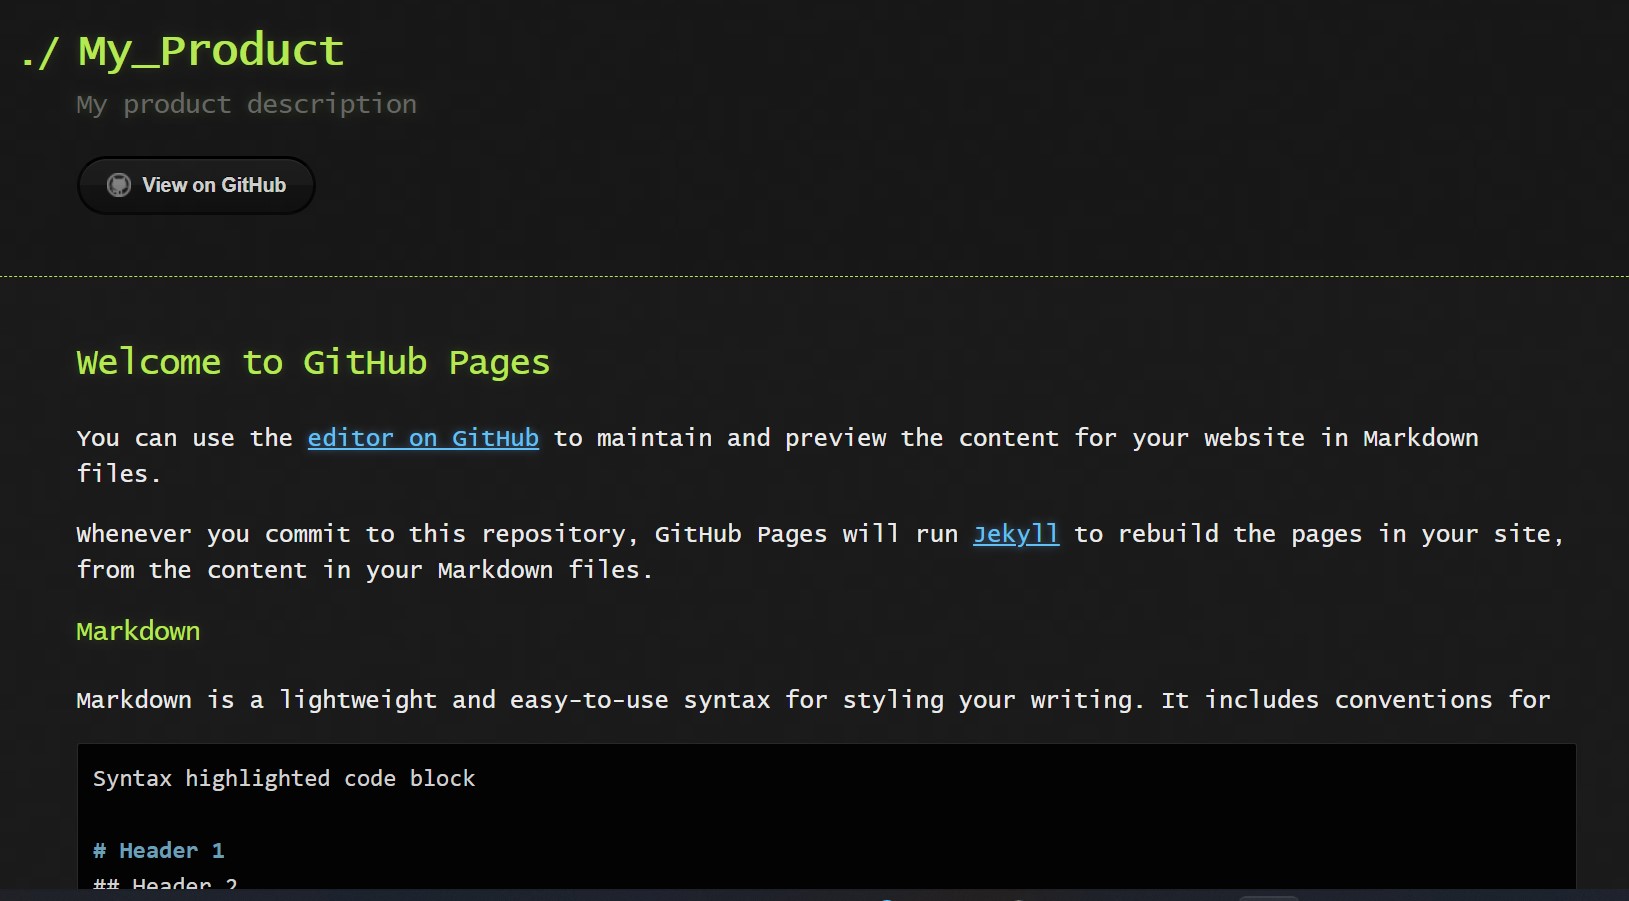 ./ My_Product
My product description
View on GitHub
Welcome to GitHub Pages
You can use the editor on GitHub to maintain and preview the content for your website in Markdown
files.
Whenever you commit to this repository, GitHub Pages will run Jekyll to rebuild the pages in your site,
from the content in your Markdown files.
Markdown
Markdown is a lightweight and easy-to-use syntax for styling your writing. It includes conventions for
Syntax highlighted code block
# Header 1
## Header 2